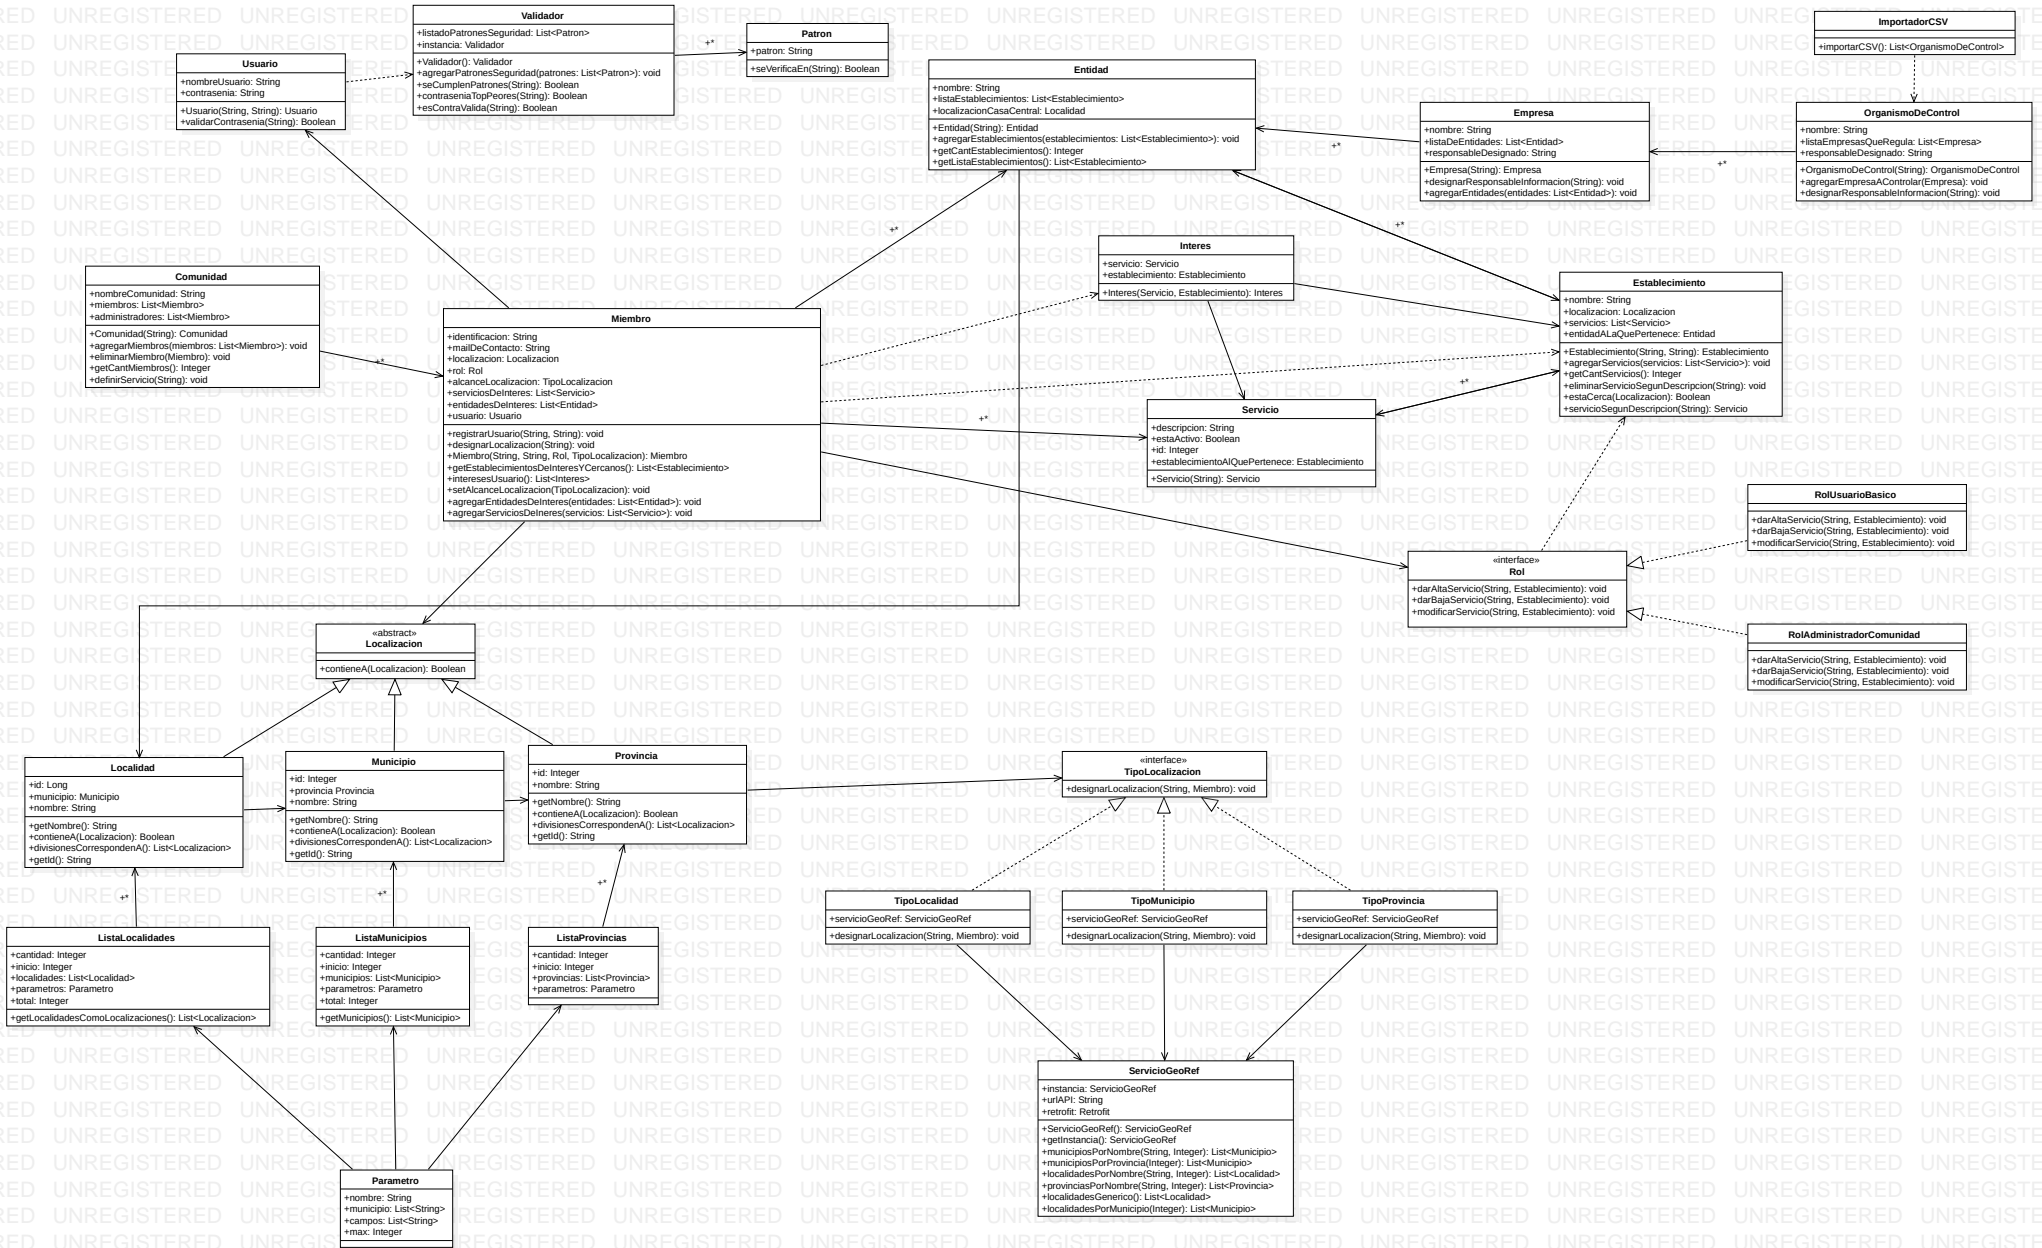 Validador
+listadoPatronesSeguridad: List<Patron>
+instancia: Validador
+Validador(): Validador
+agregarPatronesSeguridad(patrones: List<Patron>): void
+seCumplenPatrones(String): Boolean
+contraseniaTopPeores(String): Boolean
+esContraValida(String): Boolean
+*
Patron
+patron: String
+seVerificaEn(String): Boolean
Usuario
+nombreUsuario: String
+contrasenia: String
+Usuario(String, String): Usuario
+validarContrasenia(String): Boolean
Entidad
+nombre: String
+listaEstablecimientos: List<Establecimiento>
+localizacionCasaCentral: Localidad
+Entidad(String): Entidad
+agregarEstablecimientos(establecimientos: List<Establecimiento>): void
+getCantEstablecimientos(): Integer
+getListaEstablecimientos(): List<Establecimiento>
+*
Empresa
+nombre: String
+listaDeEntidades: List<Entidad>
+responsableDesignado: String
+Empresa(String): Empresa
+designarResponsableInformacion(String): void
+agregarEntidades(entidades: List<Entidad>): void
+*
ImportadorCSV
+importarCSV(): List<OrganismoDeControl>
OrganismoDeControl
+nombre: String
+listaEmpresasQueRegula: List<Empresa>
+responsableDesignado: String
+OrganismoDeControl(String): OrganismoDeControl
+agregarEmpresaAControlar(Empresa): void
+designarResponsableInformacion(String): void
+*
+*
Interes
+servicio: Servicio
+establecimiento: Establecimiento
+Interes(Servicio, Establecimiento): Interes
Establecimiento
+nombre: String
+localizacion: Localizacion
+servicios: List<Servicio>
+entidadALaQuePertenece: Entidad
+Establecimiento(String, String): Establecimiento
+agregarServicios(servicios: List<Servicio>): void
+getCantServicios(): Integer
+eliminarServicioSegunDescripcion(String): void
+estaCerca(Localizacion): Boolean
+servicioSegunDescripcion(String): Servicio
Comunidad
+nombreComunidad: String
+miembros: List<Miembro>
+administradores: List<Miembro>
+Comunidad(String): Comunidad
+agregarMiembros(miembros: List<Miembro>): void
+eliminarMiembro(Miembro): void
+getCantMiembros(): Integer
+definirServicio(String): void
+*
Miembro
+identificacion: String
+mailDeContacto: String
+localizacion: Localizacion
+rol: Rol
+alcanceLocalizacion: TipoLocalizacion
+serviciosDeInteres: List<Servicio>
+entidadesDeInteres: List<Entidad>
+usuario: Usuario
+registrarUsuario(String, String): void
+designarLocalizacion(String): void
+Miembro(String, String, Rol, TipoLocalizacion): Miembro
+getEstablecimientosDeInteresYCercanos(): List<Establecimiento>
+interesesUsuario(): List<Interes>
+setAlcanceLocalizacion(TipoLocalizacion): void
+agregarEntidadesDeInteres(entidades: List<Entidad>): void
+agregarServiciosDeIneres(servicios: List<Servicio>): void
+*
+*
Servicio
+descripcion: String
+estaActivo: Boolean
+id: Integer
+establecimientoAlQuePertenece: Establecimiento
+Servicio(String): Servicio
RolUsuarioBasico
+darAltaServicio(String, Establecimiento): void
+darBajaServicio(String, Establecimiento): void
+modificarServicio(String, Establecimiento): void
«interface»
Rol
+darAltaServicio(String, Establecimiento): void
+darBajaServicio(String, Establecimiento): void
+modificarServicio(String, Establecimiento): void
RolAdministradorComunidad
+darAltaServicio(String, Establecimiento): void
+darBajaServicio(String, Establecimiento): void
+modificarServicio(String, Establecimiento): void
«abstract»
Localizacion
+contieneA(Localizacion): Boolean
Localidad
+id: Long
+municipio: Municipio
+nombre: String
+getNombre(): String
+contieneA(Localizacion): Boolean
+divisionesCorrespondenA(): List<Localizacion>
+getId(): String
Municipio
+id: Integer
+provincia Provincia
+nombre: String
+getNombre(): String
+contieneA(Localizacion): Boolean
+divisionesCorrespondenA(): List<Localizacion>
+getId(): String
Provincia
+id: Integer
+nombre: String
+getNombre(): String
+contieneA(Localizacion): Boolean
+divisionesCorrespondenA(): List<Localizacion>
+getId(): String
«interface»
TipoLocalizacion
+designarLocalizacion(String, Miembro): void
+*
+*
+*
ListaLocalidades
+cantidad: Integer
+inicio: Integer
+localidades: List<Localidad>
+parametros: Parametro
+total: Integer
+getLocalidadesComoLocalizaciones(): List<Localizacion>
ListaMunicipios
+cantidad: Integer
+inicio: Integer
+municipios: List<Municipio>
+parametros: Parametro
+total: Integer
+getMunicipios(): List<Municipio>
ListaProvincias
+cantidad: Integer
+inicio: Integer
+provincias: List<Provincia>
+parametros: Parametro
TipoLocalidad
+servicioGeoRef: ServicioGeoRef
+designarLocalizacion(String, Miembro): void
TipoMunicipio
+servicioGeoRef: ServicioGeoRef
+designarLocalizacion(String, Miembro): void
TipoProvincia
+servicioGeoRef: ServicioGeoRef
+designarLocalizacion(String, Miembro): void
ServicioGeoRef
+instancia: ServicioGeoRef
+urlAPI: String
+retrofit: Retrofit
+ServicioGeoRef(): ServicioGeoRef
+getInstancia(): ServicioGeoRef
+municipiosPorNombre(String, Integer): List<Municipio>
+municipiosPorProvincia(Integer): List<Municipio>
+localidadesPorNombre(String, Integer): List<Localidad>
+provinciasPorNombre(String, Integer): List<Provincia>
+localidadesGenerico(): List<Localidad>
+localidadesPorMunicipio(Integer): List<Municipio>
Parametro
+nombre: String
+municipio: List<String>
+campos: List<String>
+max: Integer
UNREGISTERED